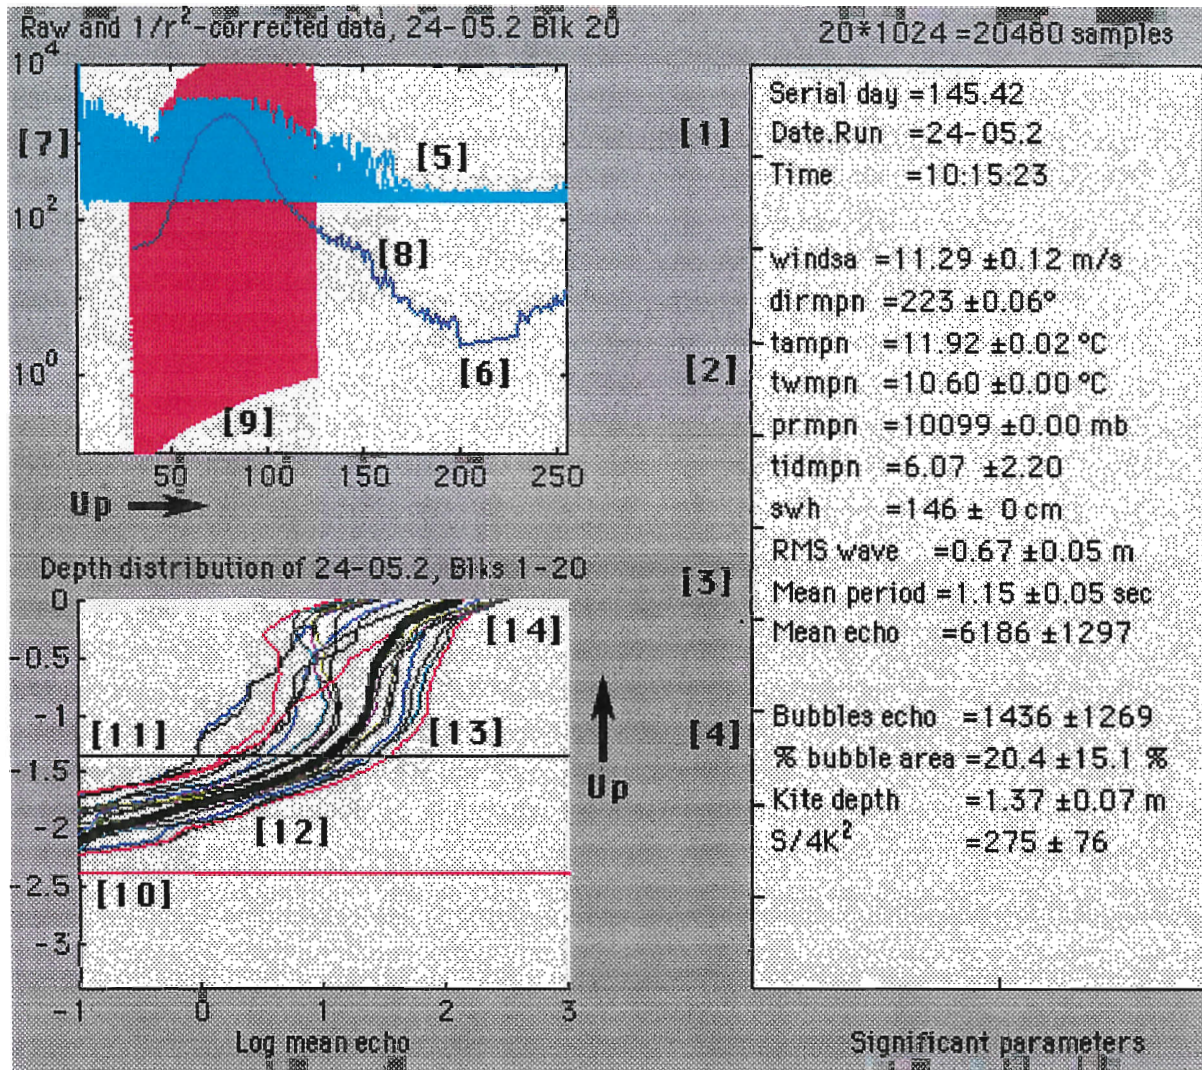 Raw and 1/r²-corrected data, 24-05.2 Blk 20
20*1024 =20480 samples
10⁴
[7]
10²
10⁰
[5]
[8]
[6]
[9]
50 100 150 200 250
Up
[1]
Serial day =145.42
Date.Run =24-05.2
Time =10:15:23
[2]
windsa =11.29 ±0.12 m/s
dirmpn =223 ±0.06°
tampn =11.92 ±0.02 °C
twmpn =10.60 ±0.00 °C
prmpn =10099 ±0.00 mb
tidmpn =6.07 ±2.20
swh =146 ± 0 cm
[3]
RMS wave =0.67 ±0.05 m
Mean period =1.15 ±0.05 sec
Mean echo =6186 ±1297
[4]
Bubbles echo =1436 ±1269
% bubble area =20.4 ±15.1 %
Kite depth =1.37 ±0.07 m
S/4K² =275 ± 76
Significant parameters
Depth distribution of 24-05.2, Blks 1-20
0
-0.5
-1
-1.5
-2
-2.5
-3
[14]
[11]
[13]
[12]
[10]
Up
-1 0 1 2 3
Log mean echo